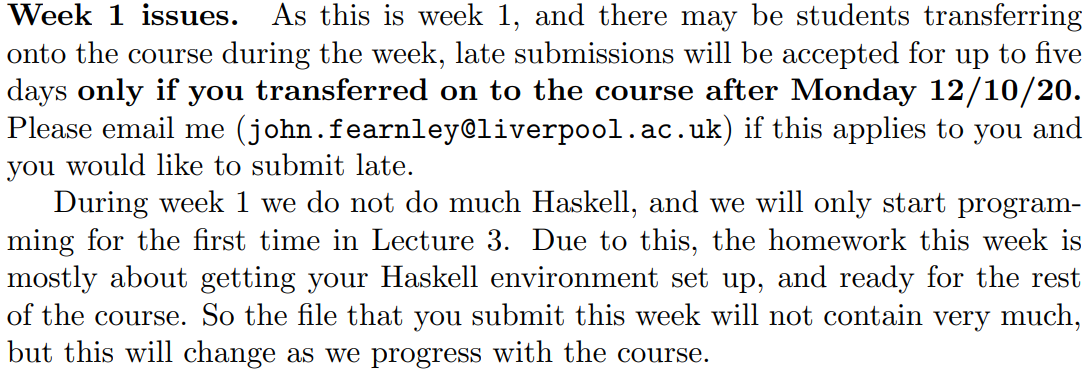 Week 1 issues. As this is week 1, and there may be students transferring
onto the course during the week, late submissions will be accepted for up to five
days only if you transferred on to the course after Monday 12/10/20.
Please email me (john.fearnley@liverpool.ac.uk) if this applies to you and
you would like to submit late.
During week 1 we do not do much Haskell, and we will only start program-
ming for the first time in Lecture 3. Due to this, the homework this week is
mostly about getting your Haskell environment set up, and ready for the rest
of the course. So the file that you submit this week will not contain very much,
but this will change as we progress with the course.